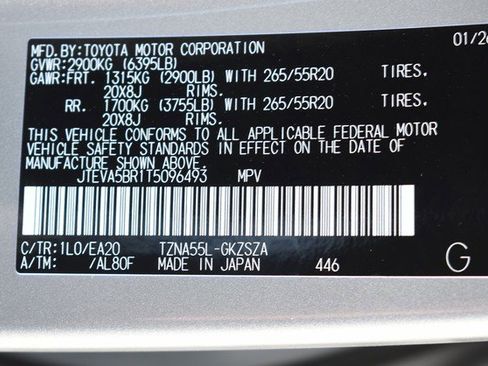 MFD.BY:TOYOTA MOTOR CORPORATION 01/26
GVWR:2900KG (6395LB)
GAWR:FRT. 1315KG (2900LB) WITH 265/55R20 TIRES.
20X8J RIMS.
RR. 1700KG (3755LB) WITH 265/55R20 TIRES.
20X8J RIMS.
THIS VEHICLE CONFORMS TO ALL APPLICABLE FEDERAL MOTOR
VEHICLE SAFETY STANDARDS IN EFFECT ON THE DATE OF
MANUFACTURE SHOWN ABOVE.
JTEVA5BR1T5096493 MPV
C/TR:1L0/EA20 TZNA55L-GKZSZA
A/TM: /AL80F MADE IN JAPAN 446
G